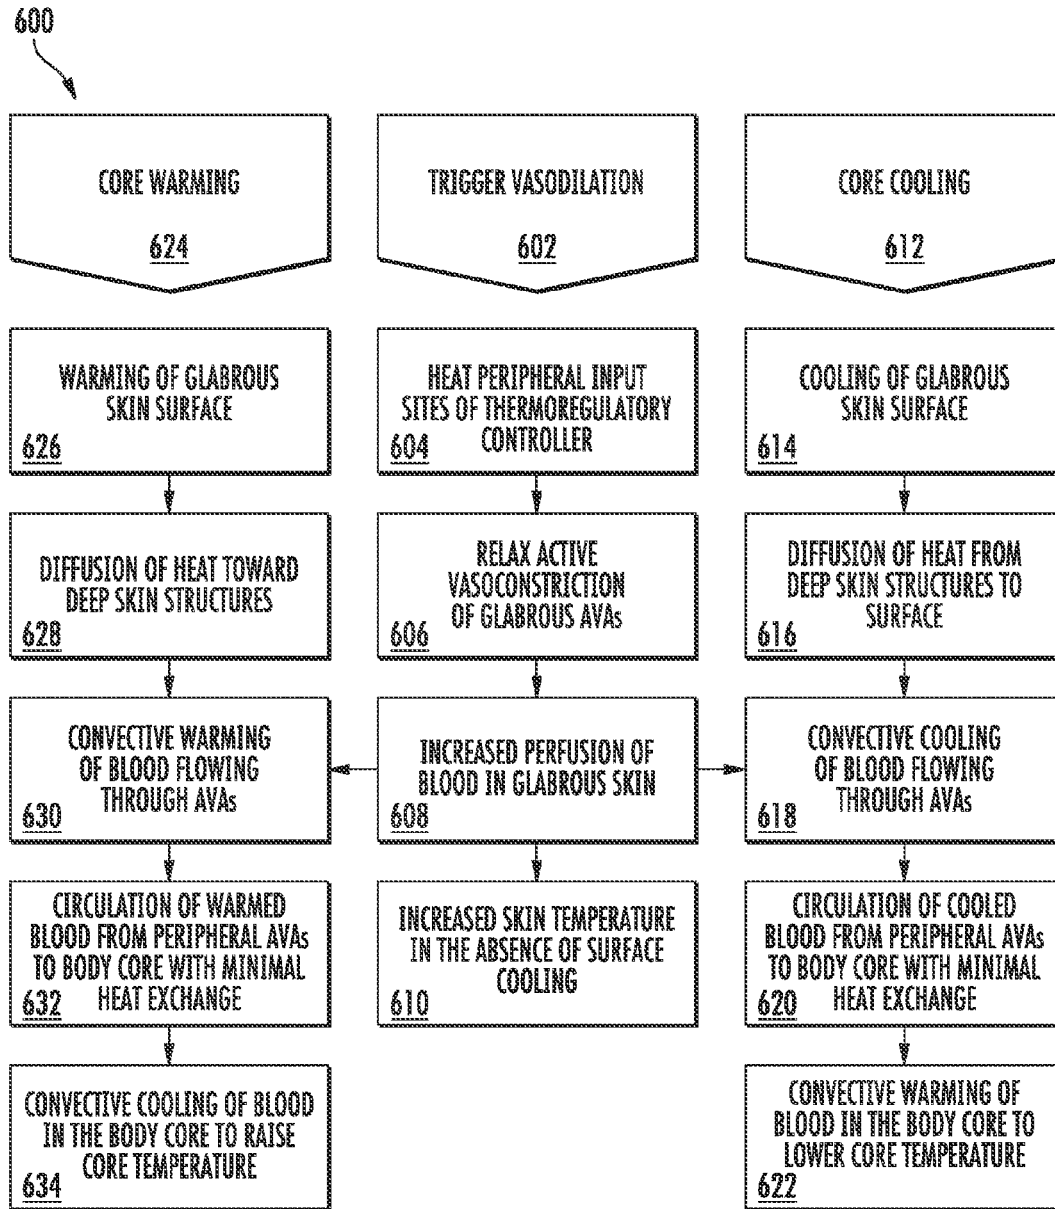 600
CORE WARMING
624
WARMING OF GLABROUS
SKIN SURFACE
626
DIFFUSION OF HEAT TOWARD
DEEP SKIN STRUCTURES
628
CONVECTIVE WARMING
OF BLOOD FLOWING
THROUGH AVAs
630
CIRCULATION OF WARMED
BLOOD FROM PERIPHERAL AVAs
TO BODY CORE WITH MINIMAL
HEAT EXCHANGE
632
CONVECTIVE COOLING OF BLOOD
IN THE BODY CORE TO RAISE
CORE TEMPERATURE
634
TRIGGER VASODILATION
602
HEAT PERIPHERAL INPUT
SITES OF THERMOREGULATORY
CONTROLLER
604
RELAX ACTIVE
VASOCONSTRICTION
OF GLABROUS AVAs
606
INCREASED PERFUSION OF
BLOOD IN GLABROUS SKIN
608
INCREASED SKIN TEMPERATURE
IN THE ABSENCE OF SURFACE
COOLING
610
CORE COOLING
612
COOLING OF GLABROUS
SKIN SURFACE
614
DIFFUSION OF HEAT FROM
DEEP SKIN STRUCTURES TO
SURFACE
616
CONVECTIVE COOLING
OF BLOOD FLOWING
THROUGH AVAs
618
CIRCULATION OF COOLED
BLOOD FROM PERIPHERAL AVAs
TO BODY CORE WITH MINIMAL
HEAT EXCHANGE
620
CONVECTIVE WARMING OF
BLOOD IN THE BODY CORE TO
LOWER CORE TEMPERATURE
622